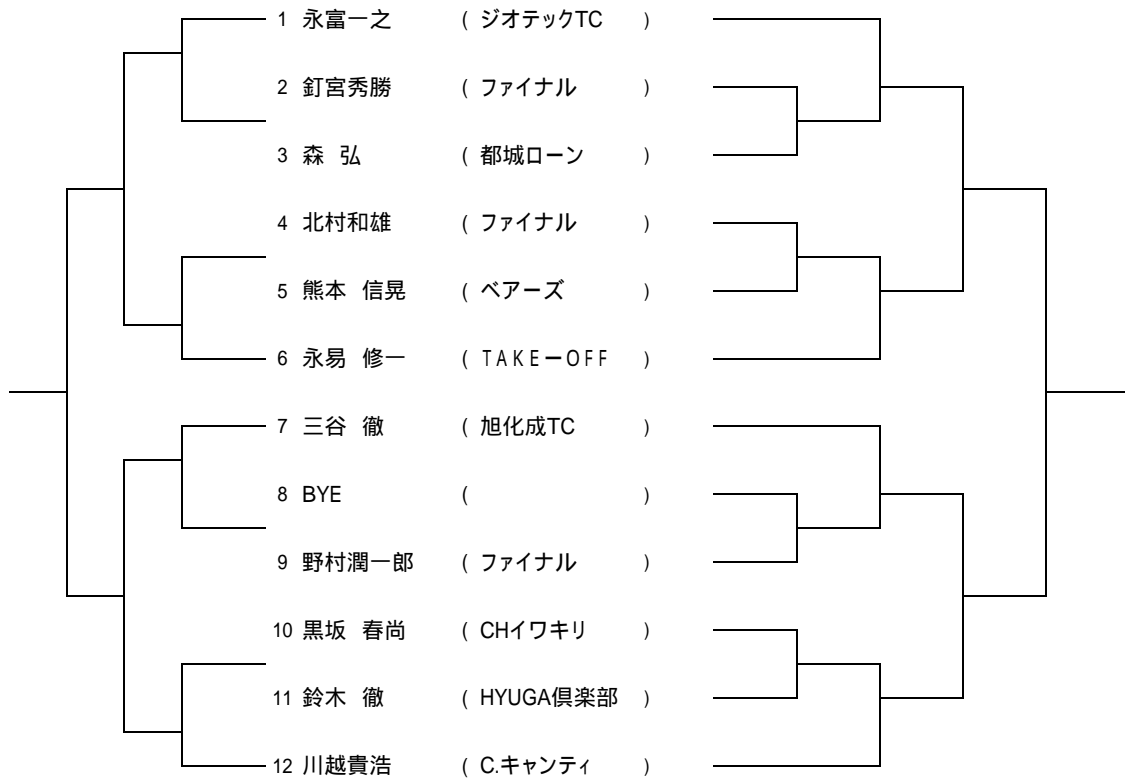 1 永富一之 ( ジオテックTC )
2 釘宮秀勝 ( ファイナル )
3 森 弘 ( 都城ローン )
4 北村和雄 ( ファイナル )
5 熊本 信晃 ( ベアーズ )
6 永易 修一 ( TAKEーOFF )
7 三谷 徹 ( 旭化成TC )
8 BYE ( )
9 野村潤一郎 ( ファイナル )
10 黒坂 春尚 ( CHイワキリ )
11 鈴木 徹 ( HYUGA倶楽部 )
12 川越貴浩 ( C.キャンティ )